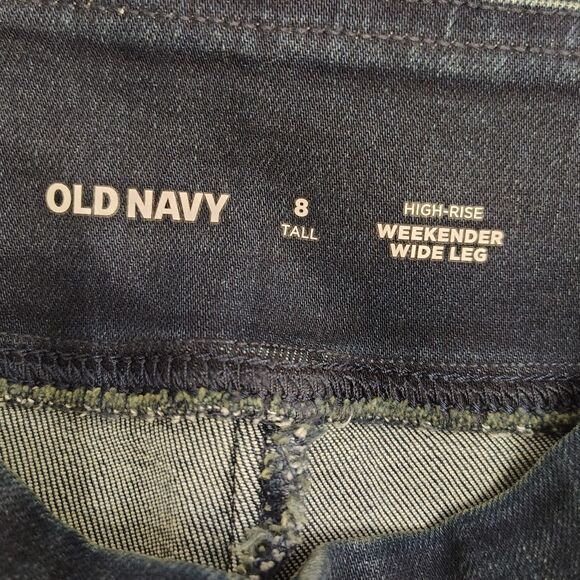 OLD NAVY
8
TALL
HIGH-RISE
WEEKENDER
WIDE LEG